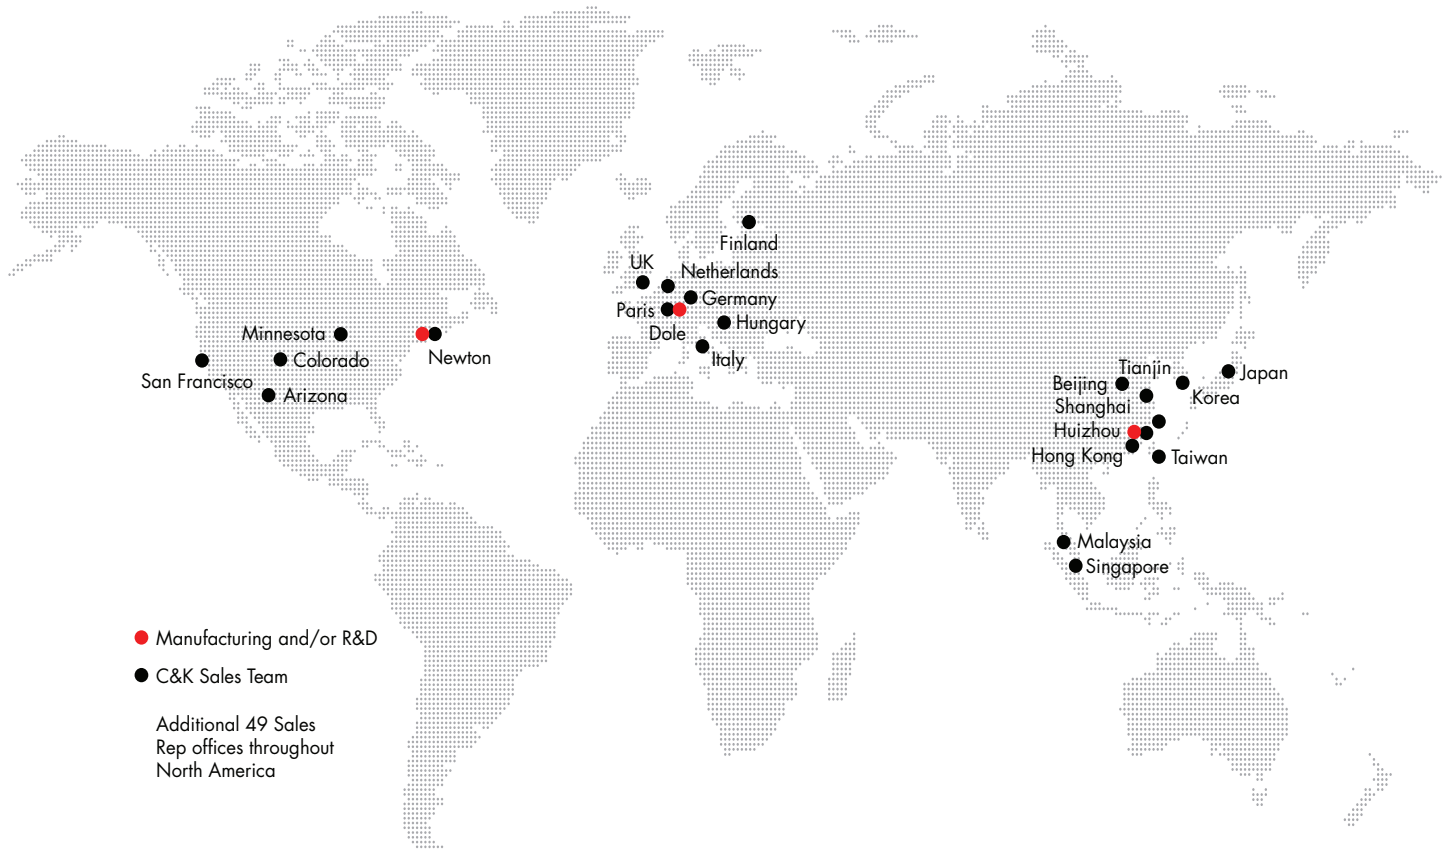 Finland
UK
Netherlands
Germany
Paris
Hungary
Dole
Italy
Minnesota
Newton
Colorado
San Francisco
Arizona
Tianjin
Japan
Beijing
Korea
Shanghai
Huizhou
Hong Kong
Taiwan
Malaysia
Singapore
Manufacturing and/or R&D
C&K Sales Team
Additional 49 Sales
Rep offices throughout
North America